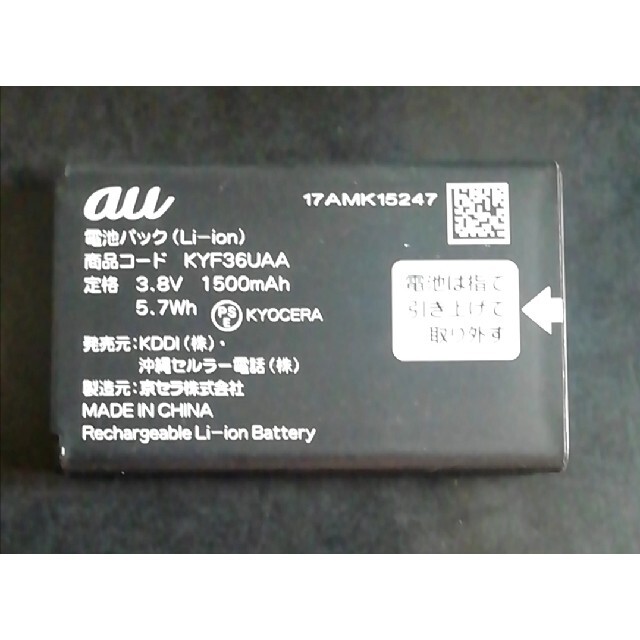 au
17AMK15247
電池パック(Li-ion)
商品コード KYF36UAA
定格 3.8V 1500mAh
5.7Wh PSE KYOCERA
電池は指で
引き上げて
取り外す
発売元:KDDI(株)・
沖縄セルラー電話(株)
製造元:京セラ株式会社
MADE IN CHINA
Rechargeable Li-ion Battery